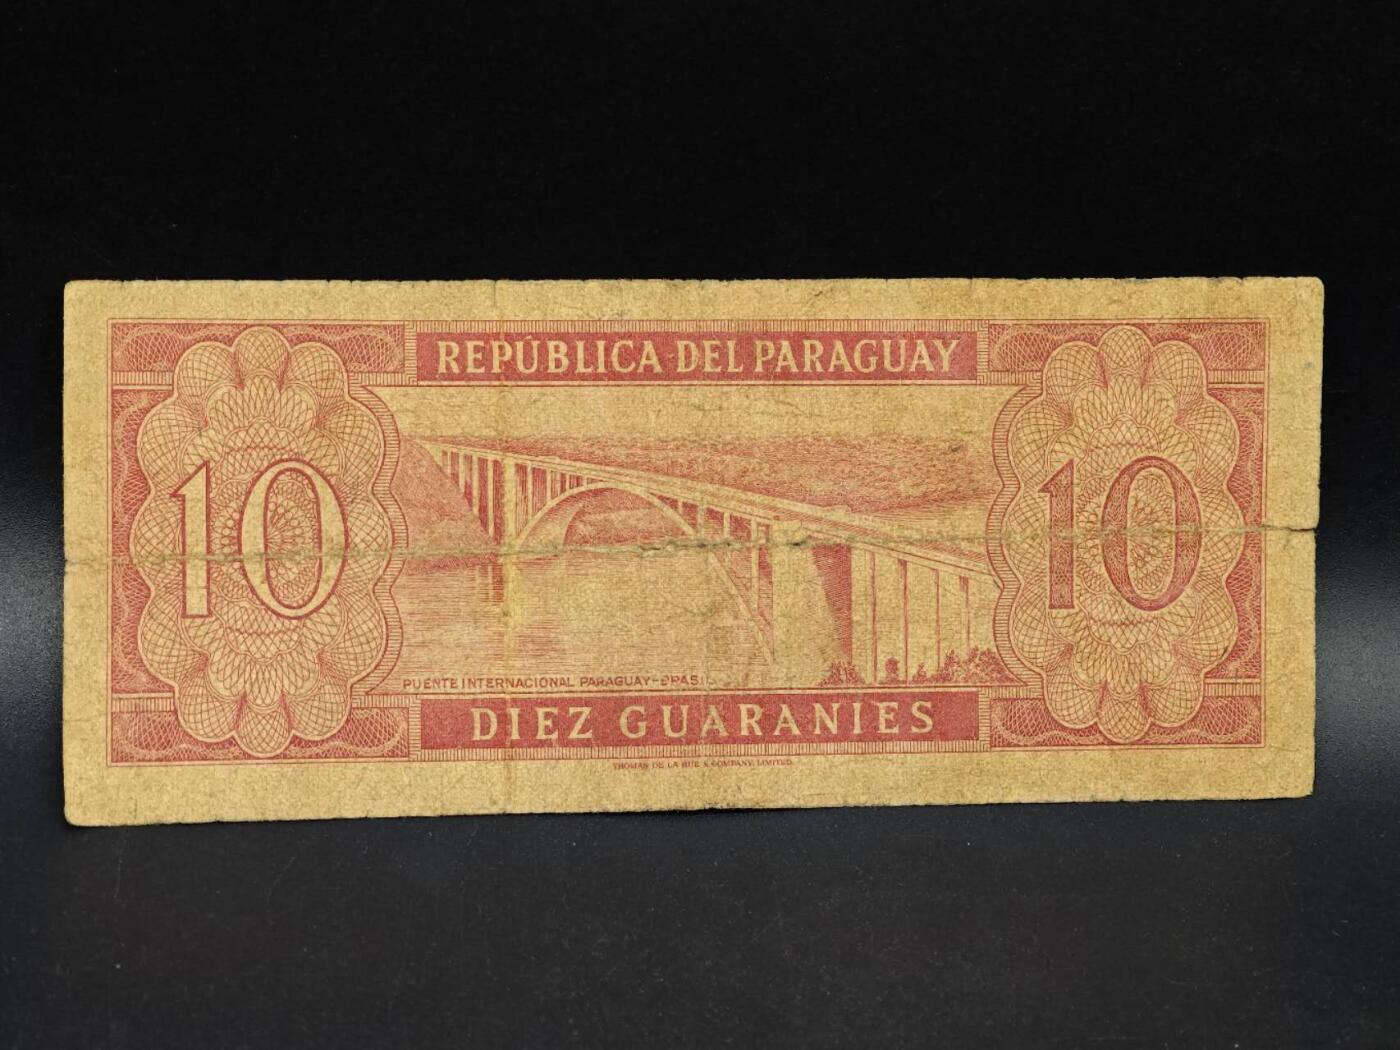 REPÚBLICA DEL PARAGUAY
10 10
PUENTE INTERNACIONAL PARAGUAY-BRASIL
DIEZ GUARANIES
THOMAS DE LA RUE & COMPANY, LIMITED.